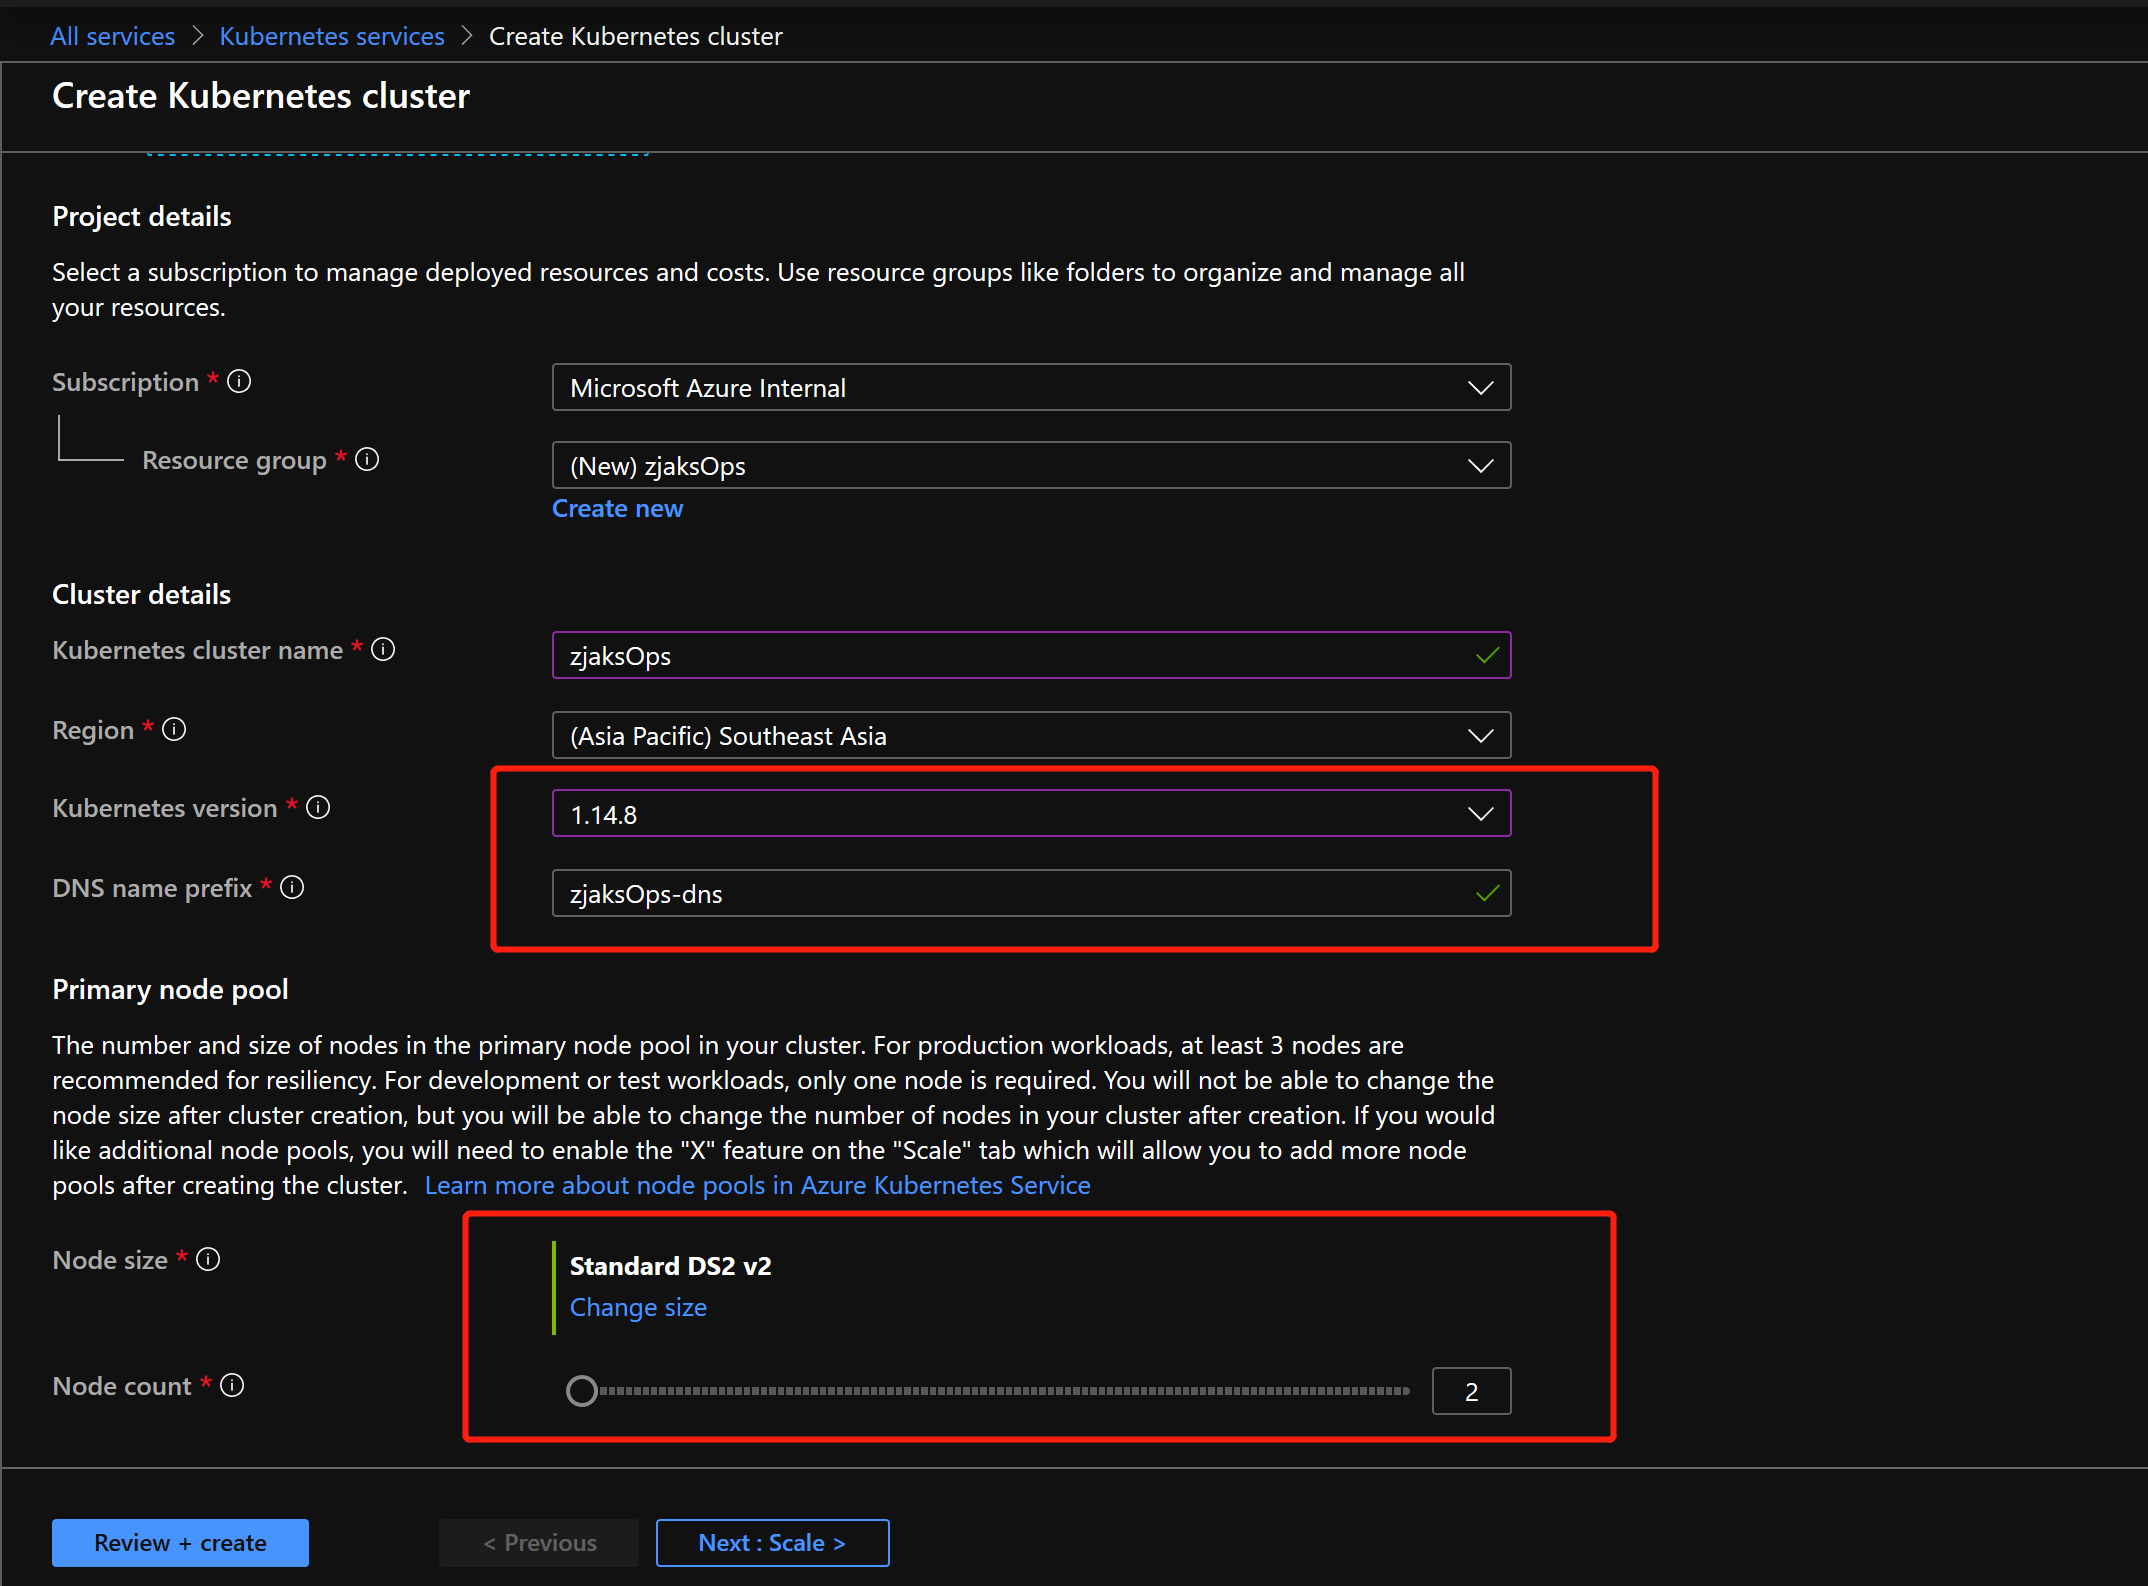 All services > Kubernetes services > Create Kubernetes cluster
Create Kubernetes cluster
Project details
Select a subscription to manage deployed resources and costs. Use resource groups like folders to organize and manage all
your resources.
Subscription *
Microsoft Azure Internal
Resource group *
(New) zjaksOps
Create new
Cluster details
Kubernetes cluster name *
zjaksOps
Region *
(Asia Pacific) Southeast Asia
Kubernetes version *
1.14.8
DNS name prefix *
zjaksOps-dns
Primary node pool
The number and size of nodes in the primary node pool in your cluster. For production workloads, at least 3 nodes are
recommended for resiliency. For development or test workloads, only one node is required. You will not be able to change the
node size after cluster creation, but you will be able to change the number of nodes in your cluster after creation. If you would
like additional node pools, you will need to enable the "X" feature on the "Scale" tab which will allow you to add more node
pools after creating the cluster. Learn more about node pools in Azure Kubernetes Service
Node size *
Standard DS2 v2
Change size
Node count *
2
Review + create
< Previous
Next : Scale >